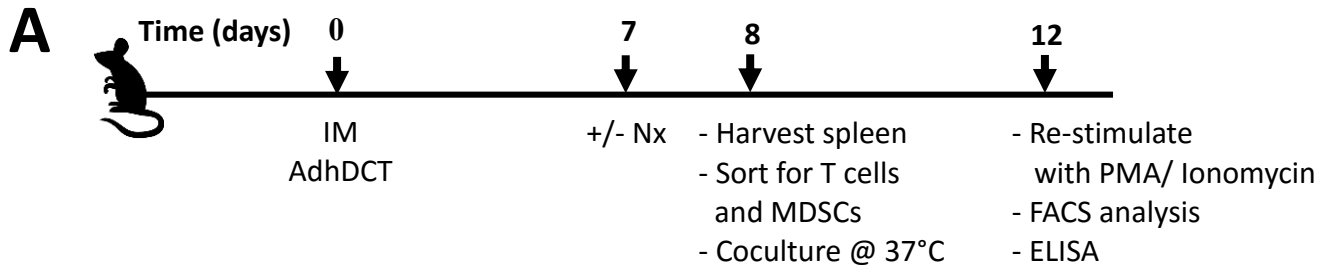 A
Time (days) 0 7 8 12
IM
AdhDCT
+/- Nx
- Harvest spleen
- Sort for T cells
and MDSCs
- Coculture @ 37°C
- Re-stimulate
with PMA/ Ionomycin
- FACS analysis
- ELISA